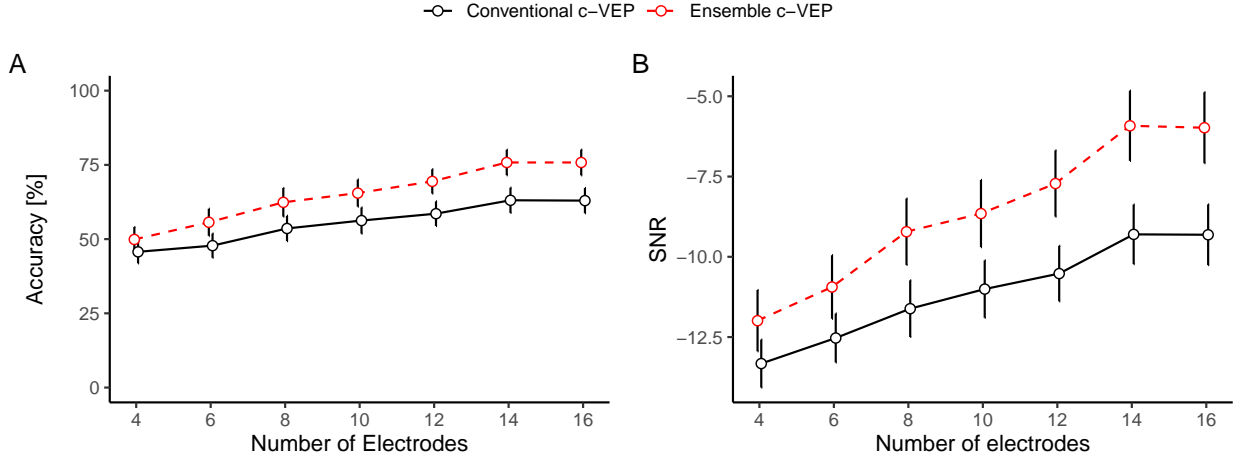 Conventional c−VEP Ensemble c−VEP
A
100
75
50
25
0
Accuracy [%]
4 6 8 10 12 14 16
Number of Electrodes
B
−5.0
−7.5
−10.0
−12.5
SNR
4 6 8 10 12 14 16
Number of electrodes